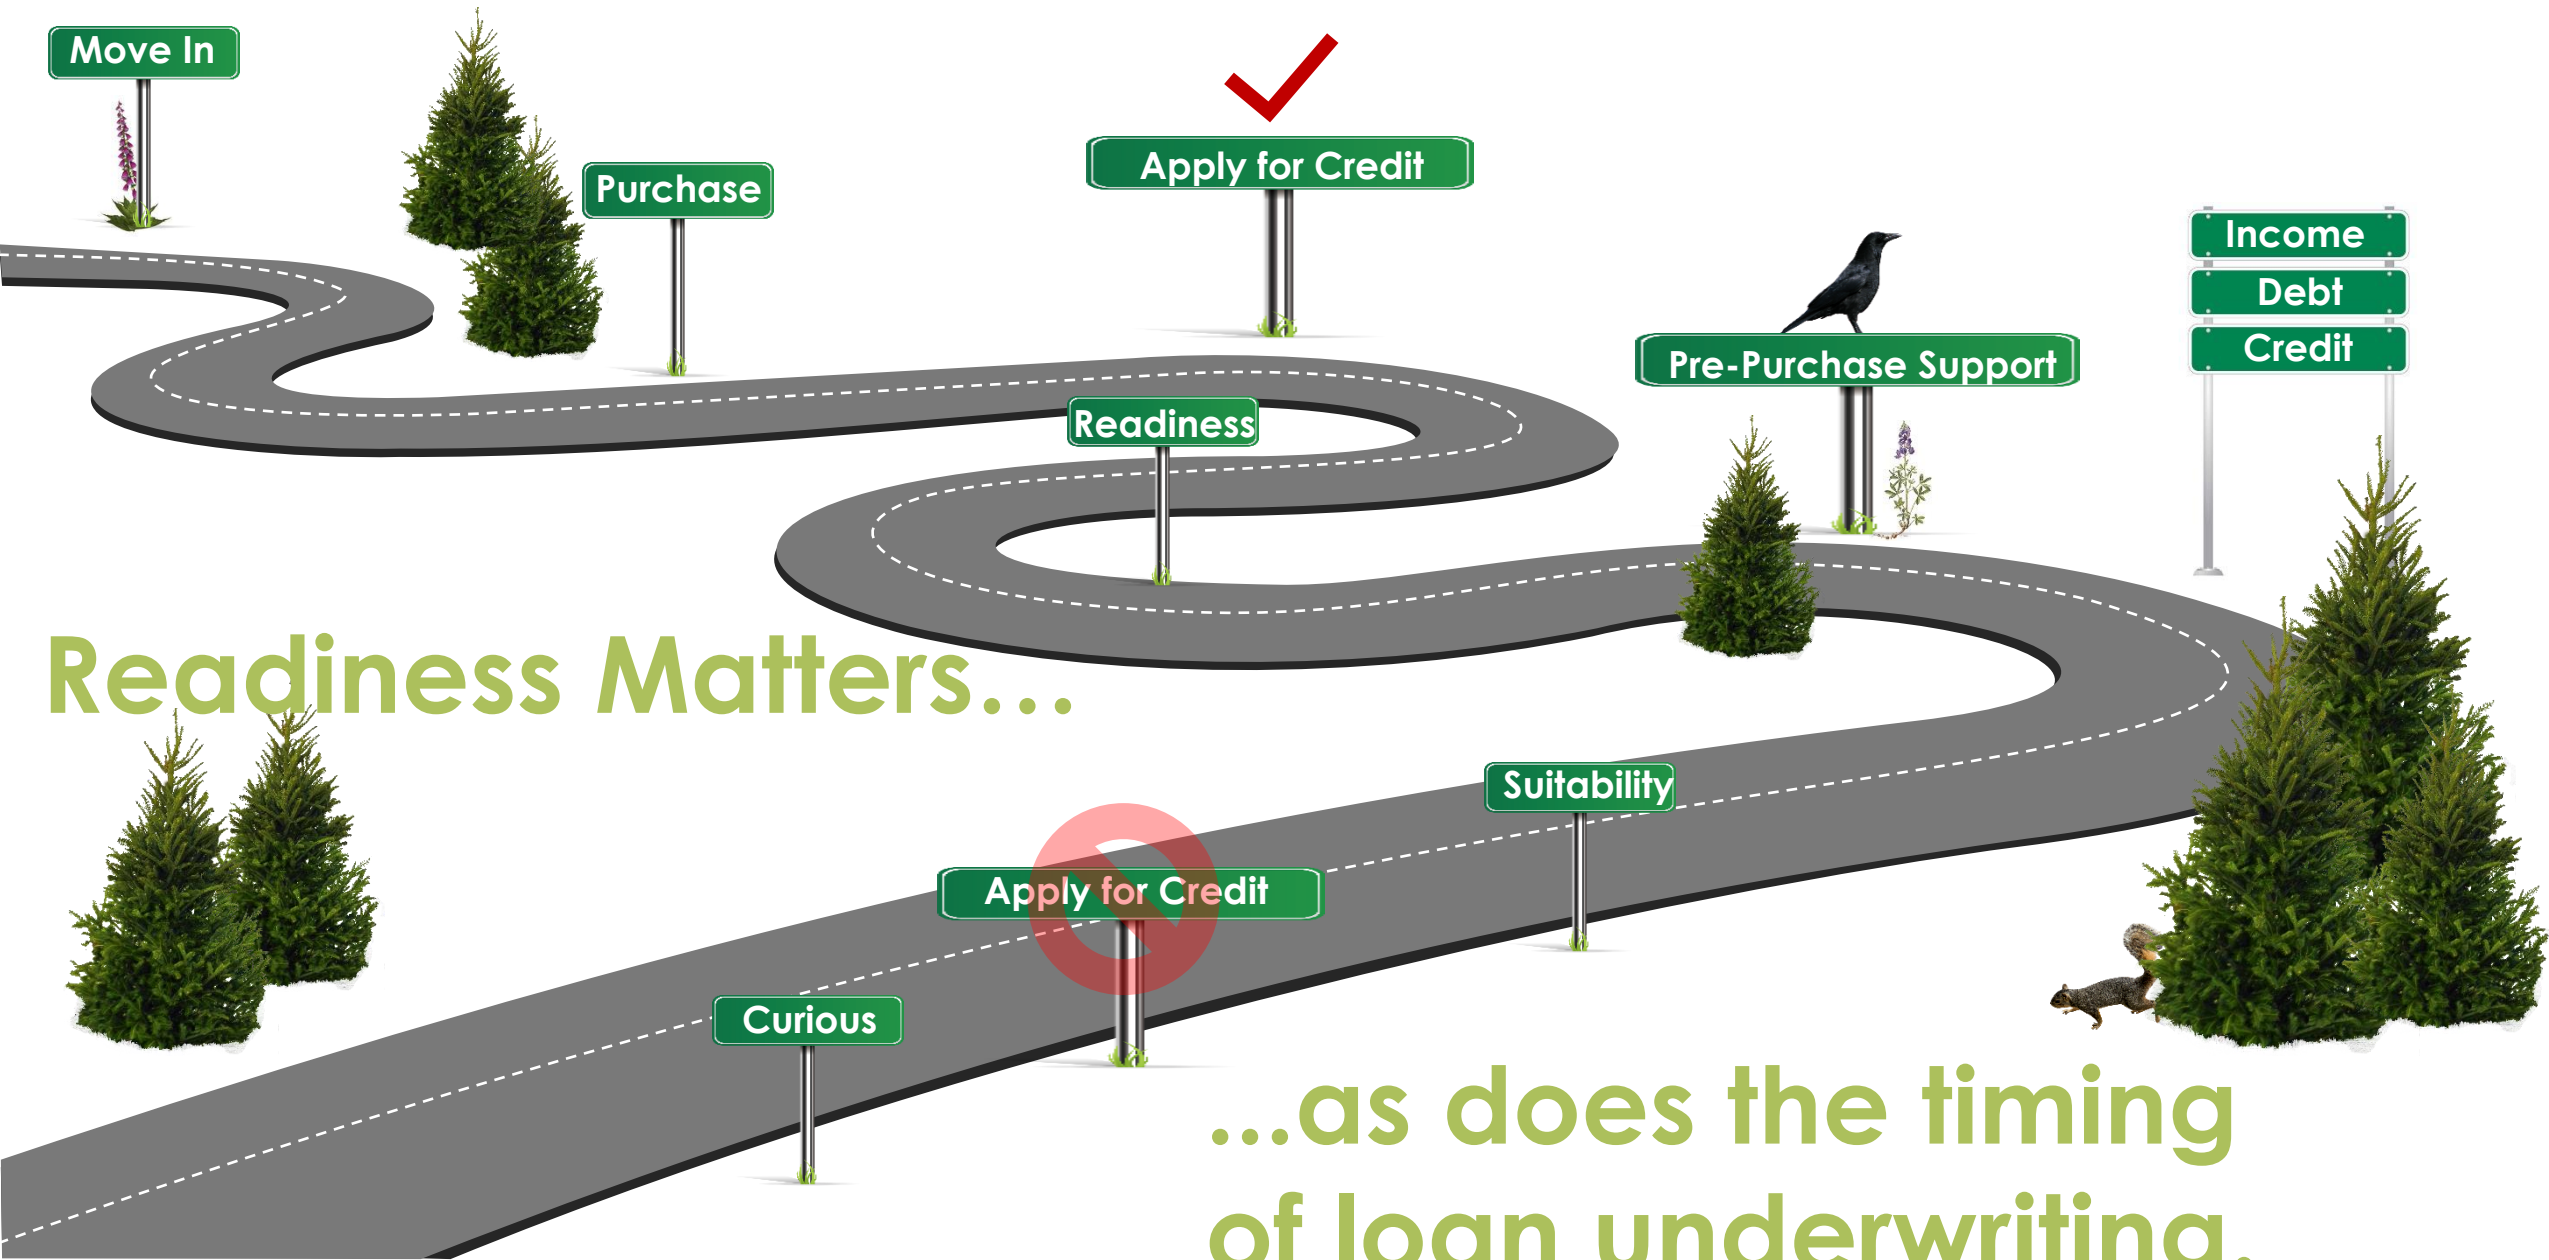 Move In
Purchase
Apply for Credit
Income
Debt
Credit
Pre-Purchase Support
Readiness
Readiness Matters...
Suitability
Apply for Credit
Curious
...as does the timing
of loan underwriting.